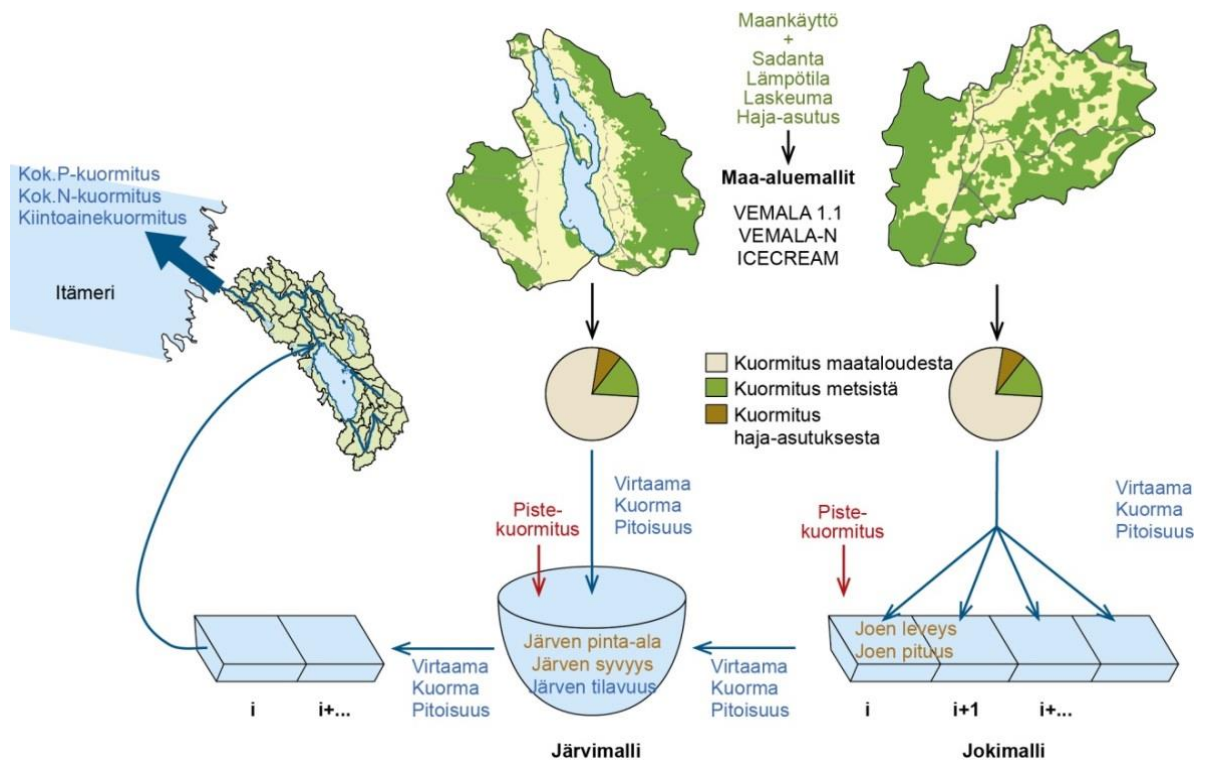 Maankäyttö
+
Sadanta
Lämpötila
Laskeuma
Haja-asutus
Maa-aluemallit
VEMALA 1.1
VEMALA-N
ICECREAM
Kok.P-kuormitus
Kok.N-kuormitus
Kiintoainekuormitus
Itämeri
Kuormitus maataloudesta
Kuormitus metsistä
Kuormitus
haja-asutuksesta
Virtaama
Kuorma
Pitoisuus
Virtaama
Kuorma
Pitoisuus
Piste-
kuormitus
Piste-
kuormitus
Järven pinta-ala
Järven syvyys
Järven tilavuus
Joen leveys
Joen pituus
Virtaama
Kuorma
Pitoisuus
Virtaama
Kuorma
Pitoisuus
i
i+...
i
i+1
i+...
Järvimalli
Jokimalli